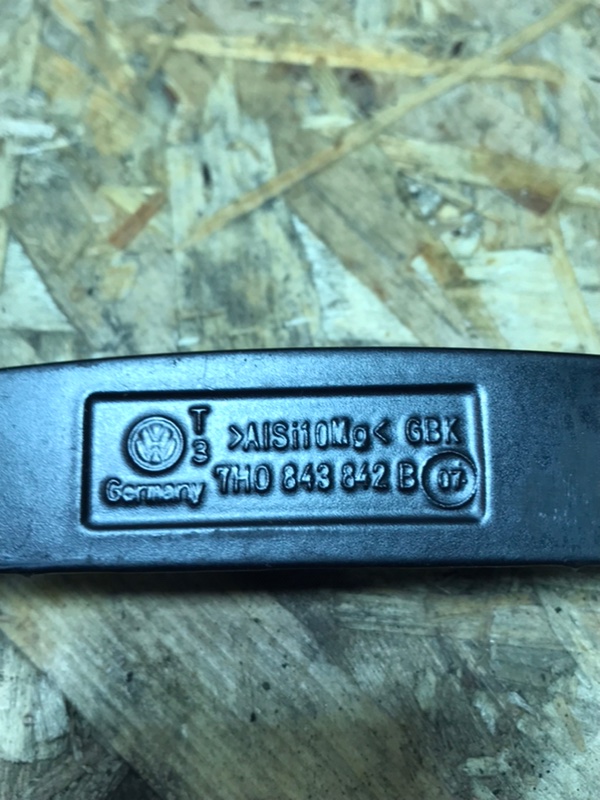 T
3
>AlSi10Mg< GBK
Germany 7H0 843 842 B 07